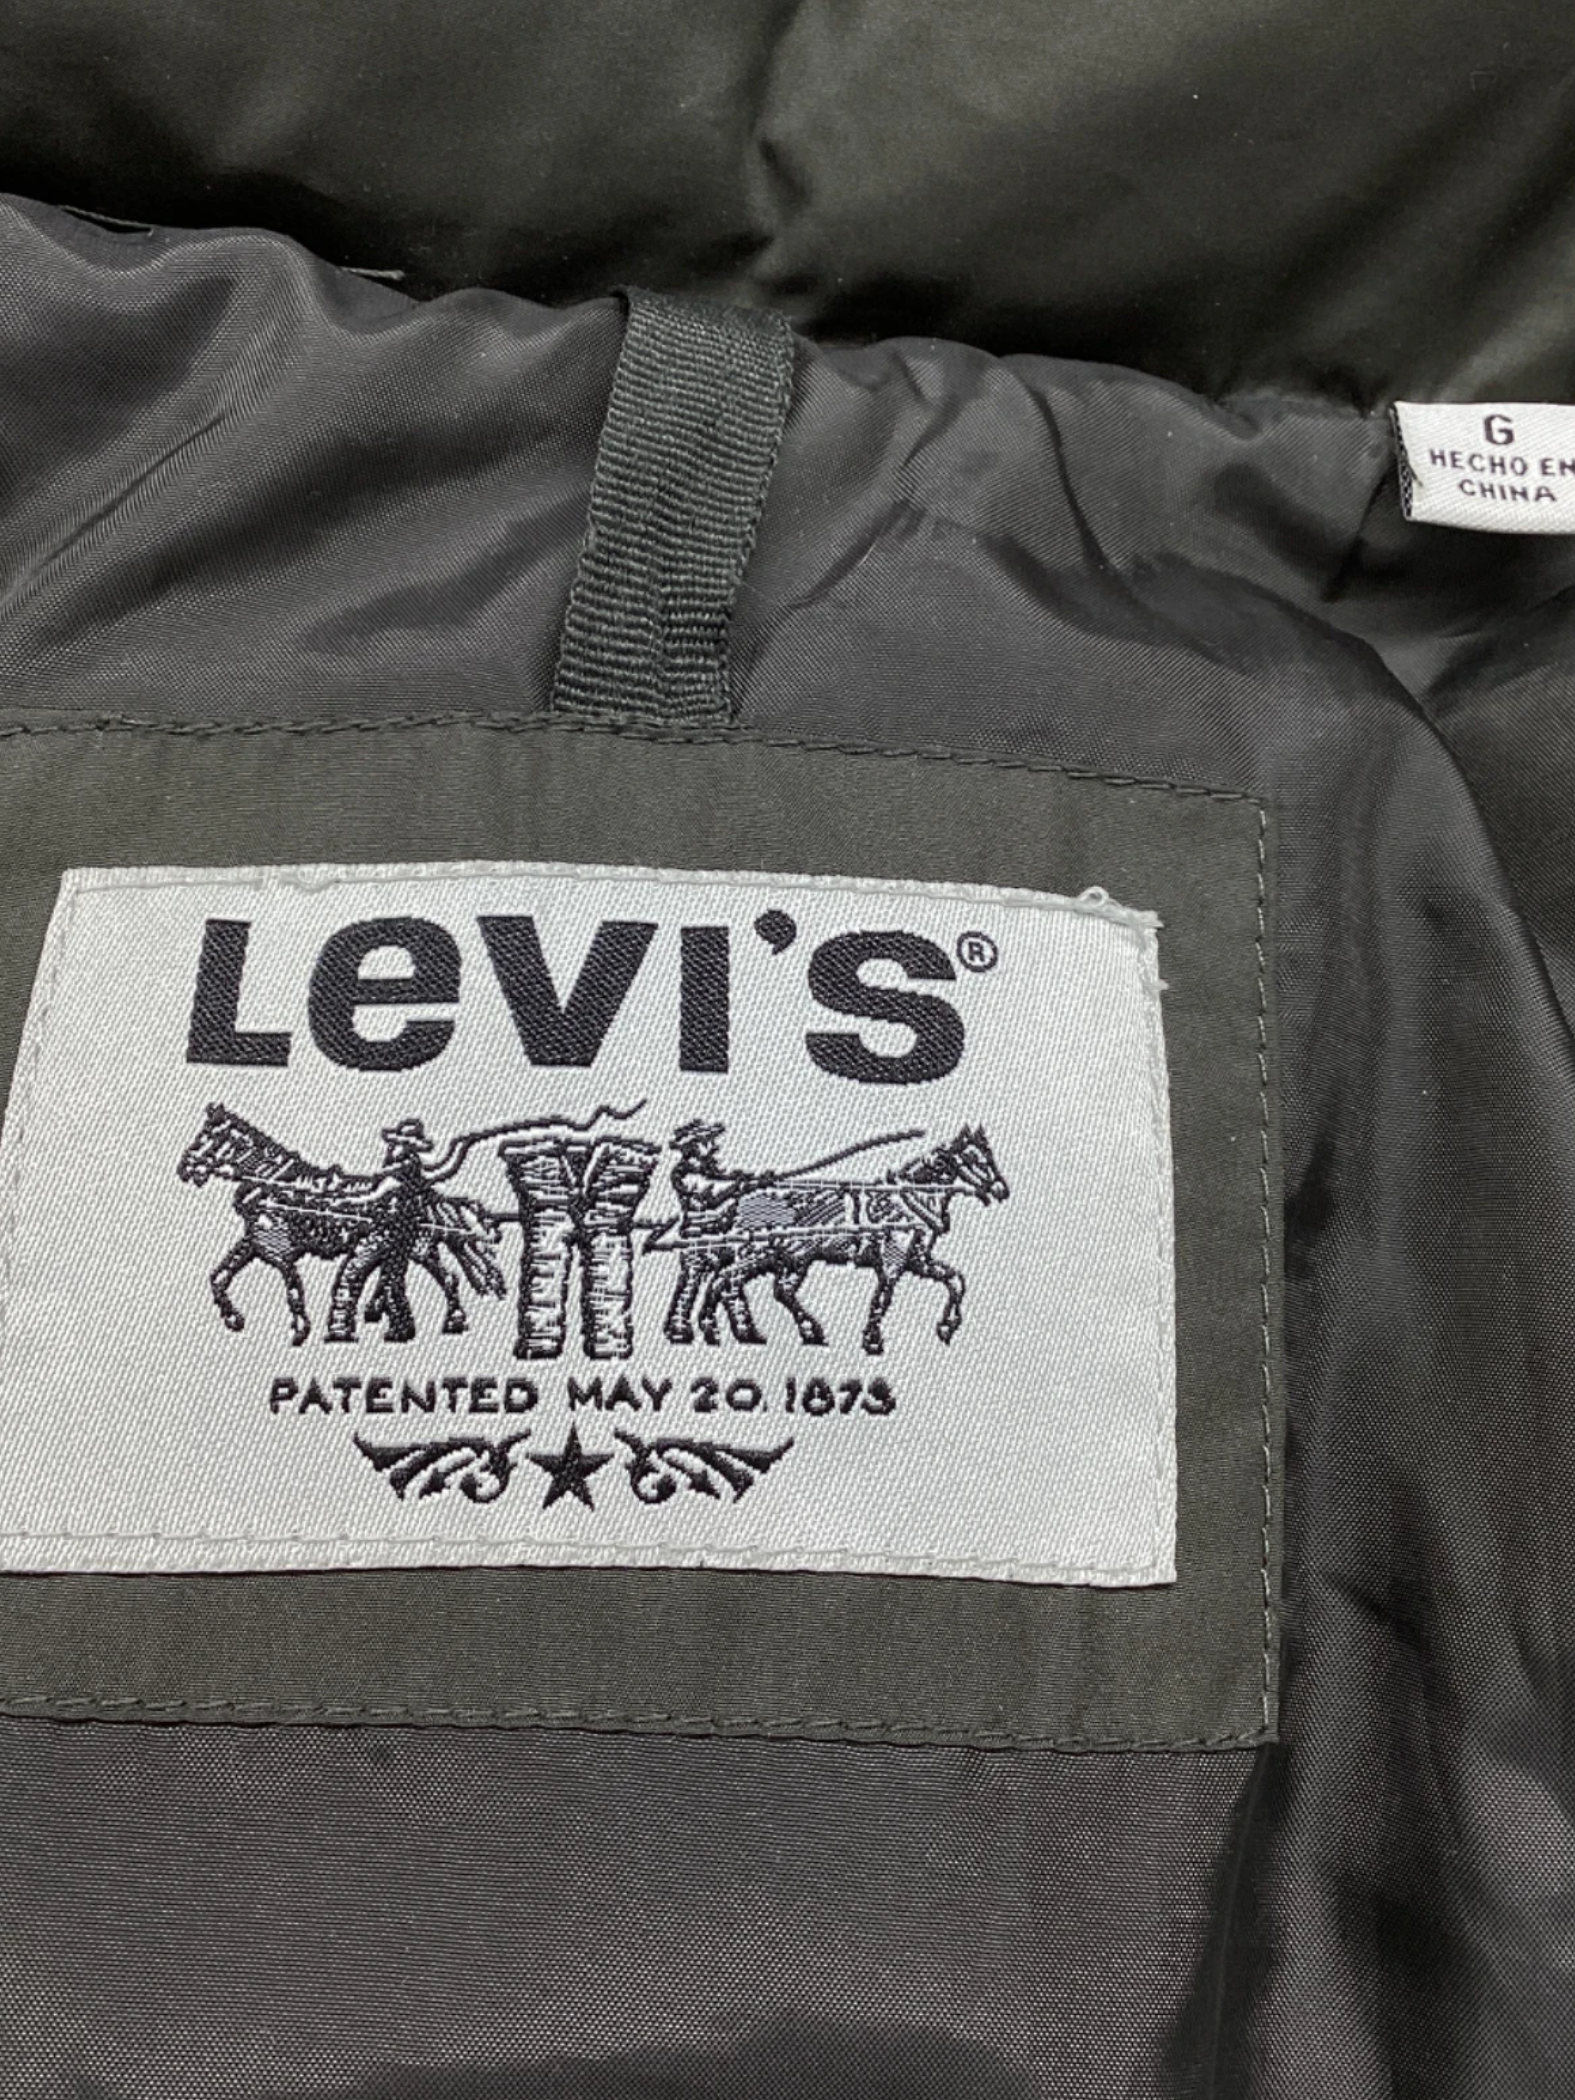 G
HECHO EN
CHINA
LEVI'S®
PATENTED MAY 20. 1873